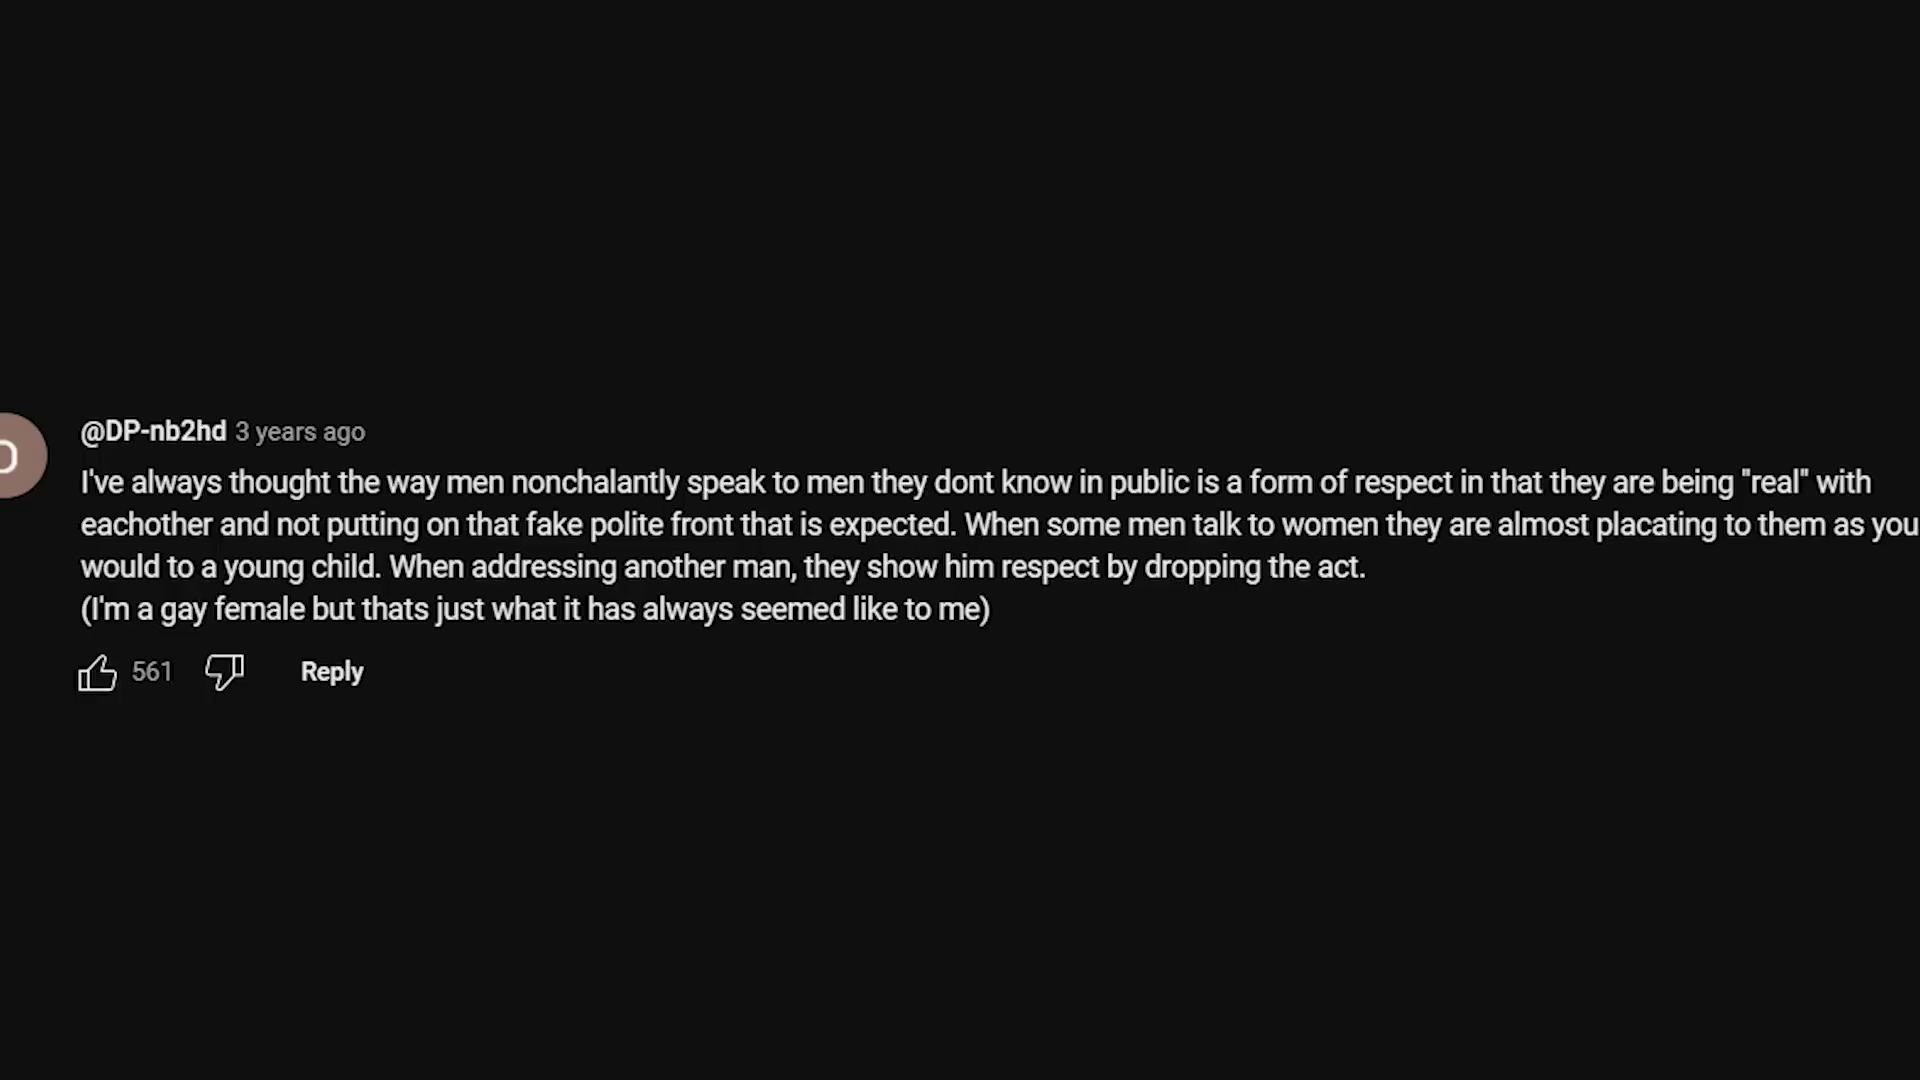 @DP-nb2hd 3 years ago
I've always thought the way men nonchalantly speak to men they dont know in public is a form of respect in that they are being "real" with
eachother and not putting on that fake polite front that is expected. When some men talk to women they are almost placating to them as you
would to a young child. When addressing another man, they show him respect by dropping the act.
(I'm a gay female but thats just what it has always seemed like to me)
561 Reply